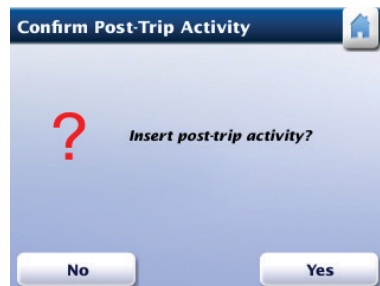 Confirm Post-Trip Activity
?
Insert post-trip activity?
No
Yes